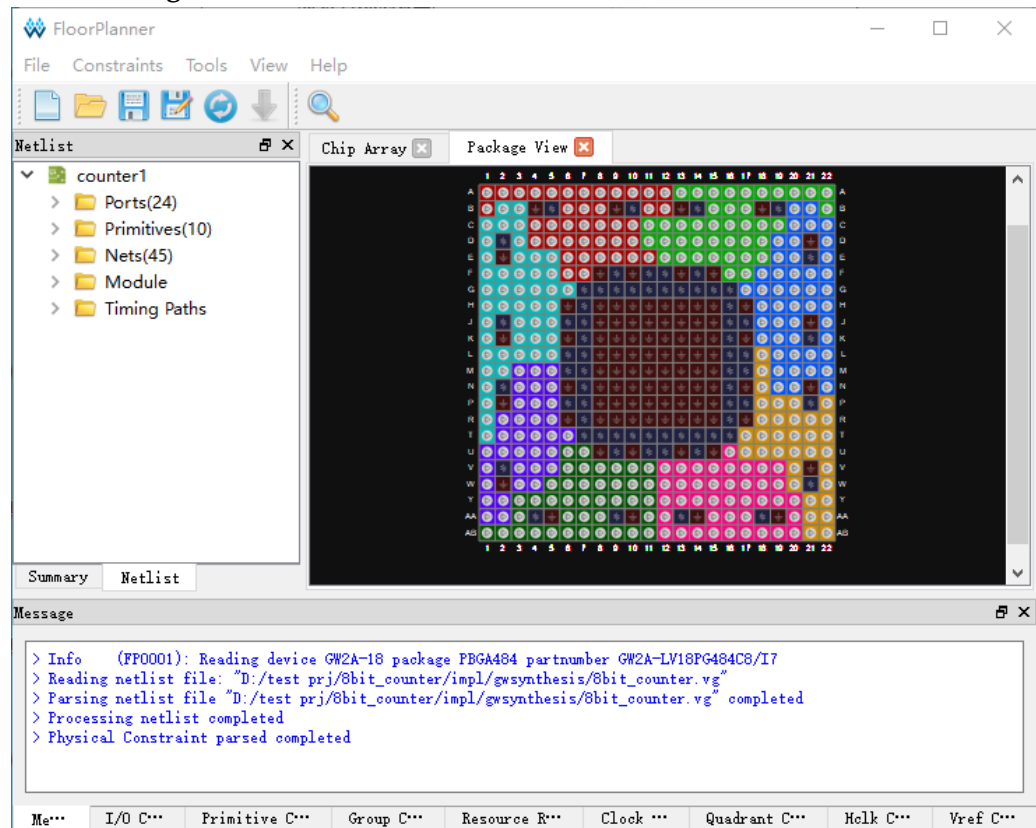 FloorPlanner
File Constraints Tools View Help
Netlist
Chip Array Package View
counter1
Ports(24)
Primitives(10)
Nets(45)
Module
Timing Paths
1 2 3 4 5 6 7 8 9 10 11 12 13 14 15 16 17 18 19 20 21 22
A A
B B
C C
D D
E E
F F
G G
H H
J J
K K
L L
M M
N N
P P
R R
T T
U U
V V
W W
Y Y
AA AA
AB AB
1 2 3 4 5 6 7 8 9 10 11 12 13 14 15 16 17 18 19 20 21 22
Summary Netlist
Message
> Info (FP0001): Reading device GW2A-18 package PBGA484 partnumber GW2A-LV18PG484C8/I7
> Reading netlist file: "D:/test prj/8bit_counter/impl/gwsynthesis/8bit_counter.vg"
> Parsing netlist file "D:/test prj/8bit_counter/impl/gwsynthesis/8bit_counter.vg" completed
> Processing netlist completed
> Physical Constraint parsed completed
Me··· I/O C··· Primitive C··· Group C··· Resource R··· Clock ··· Quadrant C··· Hclk C··· Vref C···